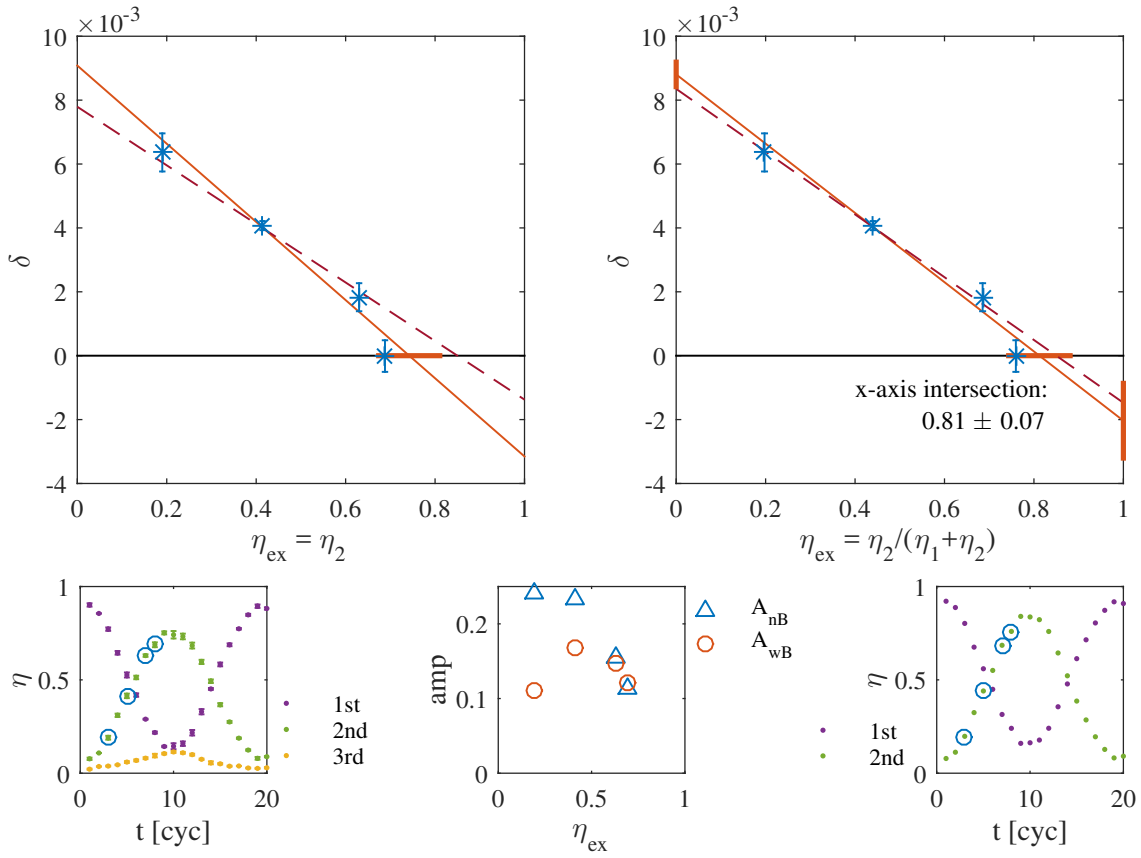 ×10⁻³
10
8
6
4
2
0
-2
-4
δ
0 0.2 0.4 0.6 0.8 1
η_ex = η_2
×10⁻³
10
8
6
4
2
0
-2
-4
δ
x-axis intersection:
0.81 ± 0.07
0 0.2 0.4 0.6 0.8 1
η_ex = η_2/(η_1+η_2)
1
0.5
0
η
0 10 20
t [cyc]
1st
2nd
3rd
0.2
0.1
amp
0 0.5 1
η_ex
A_nB
A_wB
1st
2nd
1
0.5
0
η
0 10 20
t [cyc]